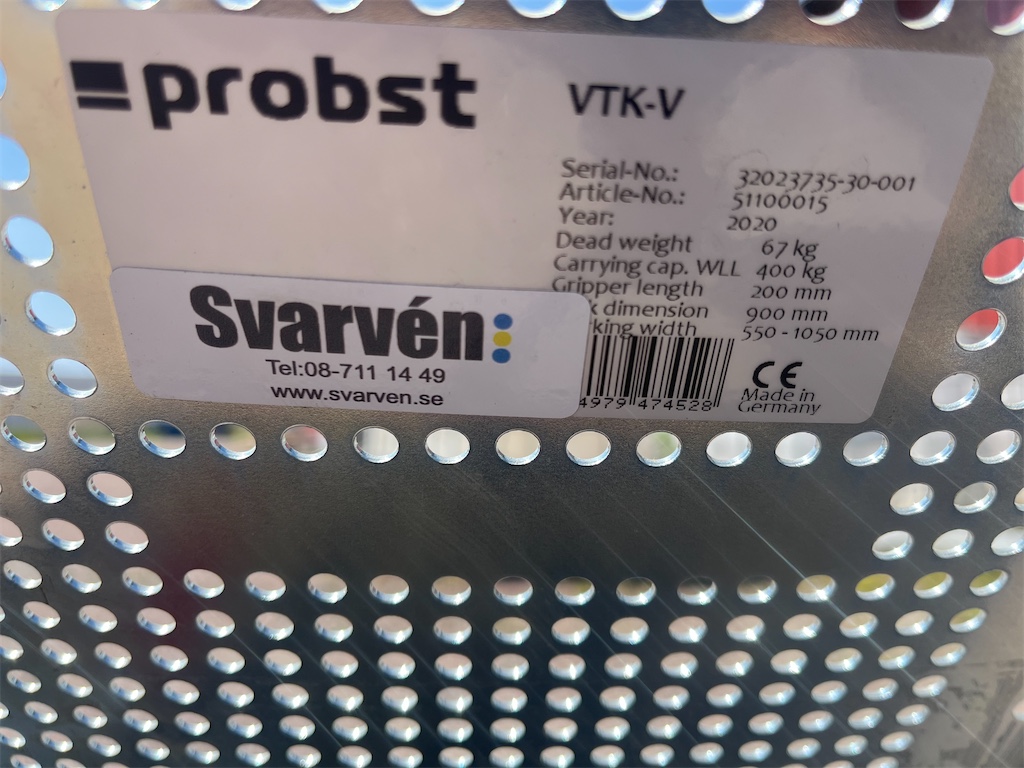 probst
VTK-V
Serial-No.: 32023735-30-001
Article-No.: 51100015
Year: 2020
Dead weight 67 kg
Carrying cap. WLL 400 kg
Gripper length 200 mm
dimension 900 mm
width 550 - 1050 mm
Svarvén:
Tel:08-711 14 49
www.svarven.se
4979 474528
CE
Made in
Germany